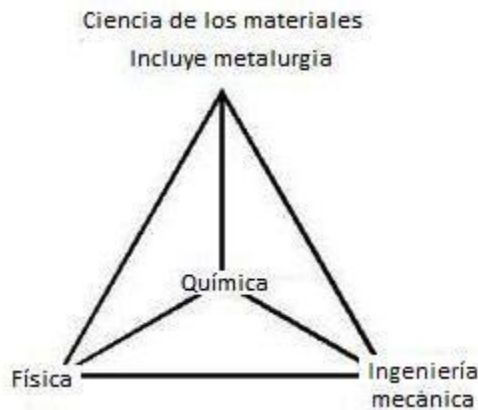 Ciencia de los materiales
Incluye metalurgia
Química
Física
Ingeniería
mecánica